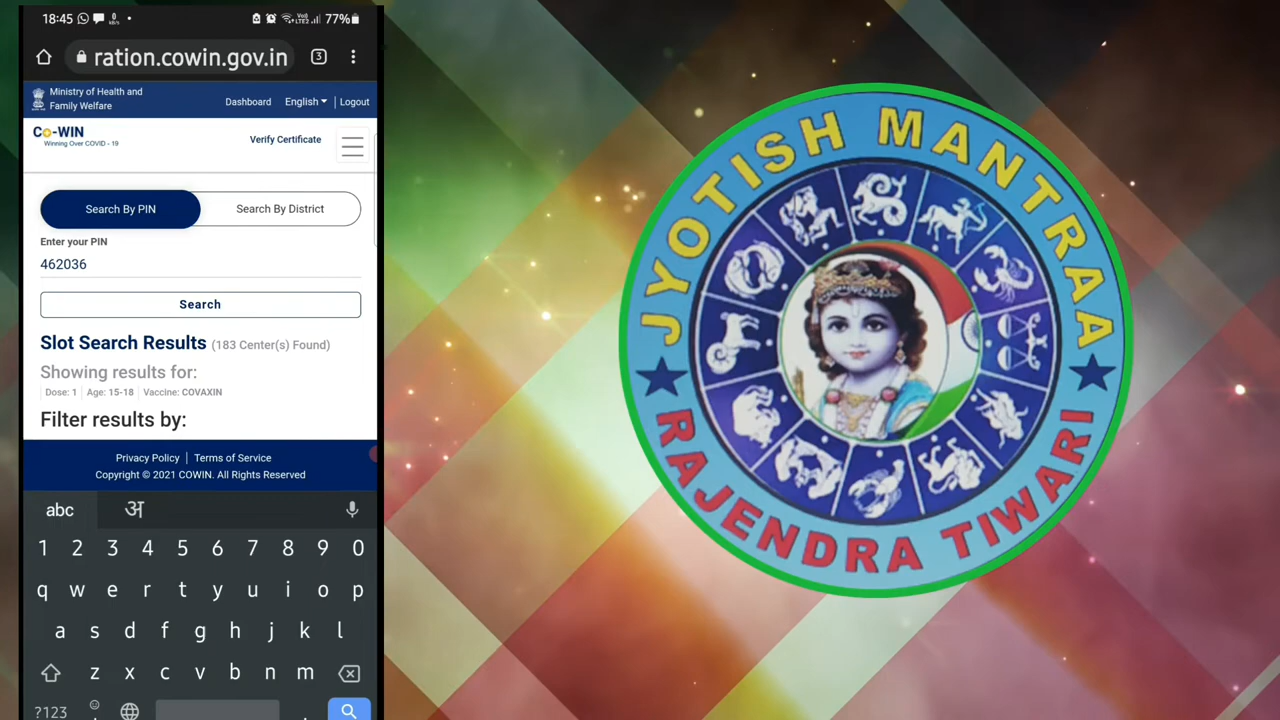 18:45 77%
ration.cowin.gov.in 3
Ministry of Health and
Family Welfare
Dashboard English Logout
Co-WIN
Winning Over COVID - 19
Verify Certificate
Search By PIN Search By District
Enter your PIN
462036
Search
Slot Search Results (183 Center(s) Found)
Showing results for:
Dose: 1 Age: 15-18 Vaccine: COVAXIN
Filter results by:
Privacy Policy | Terms of Service
Copyright © 2021 COWIN. All Rights Reserved
abc अ
1 2 3 4 5 6 7 8 9 0
q w e r t y u i o p
a s d f g h j k l
z x c v b n m
?123
JYOTISH MANTRAA
RAJENDRA TIWARI